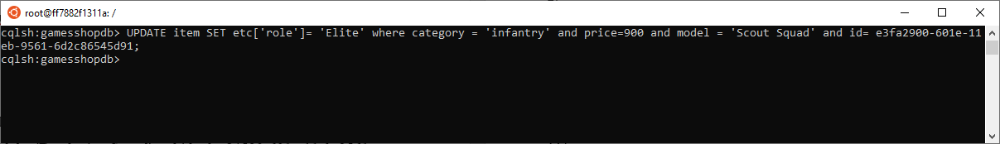 root@ff7882f1311a: /
cqlsh:gamesshopdb> UPDATE item SET etc['role']= 'Elite' where category = 'infantry' and price=900 and model = 'Scout Squad' and id= e3fa2900-601e-11
eb-9561-6d2c86545d91;
cqlsh:gamesshopdb>